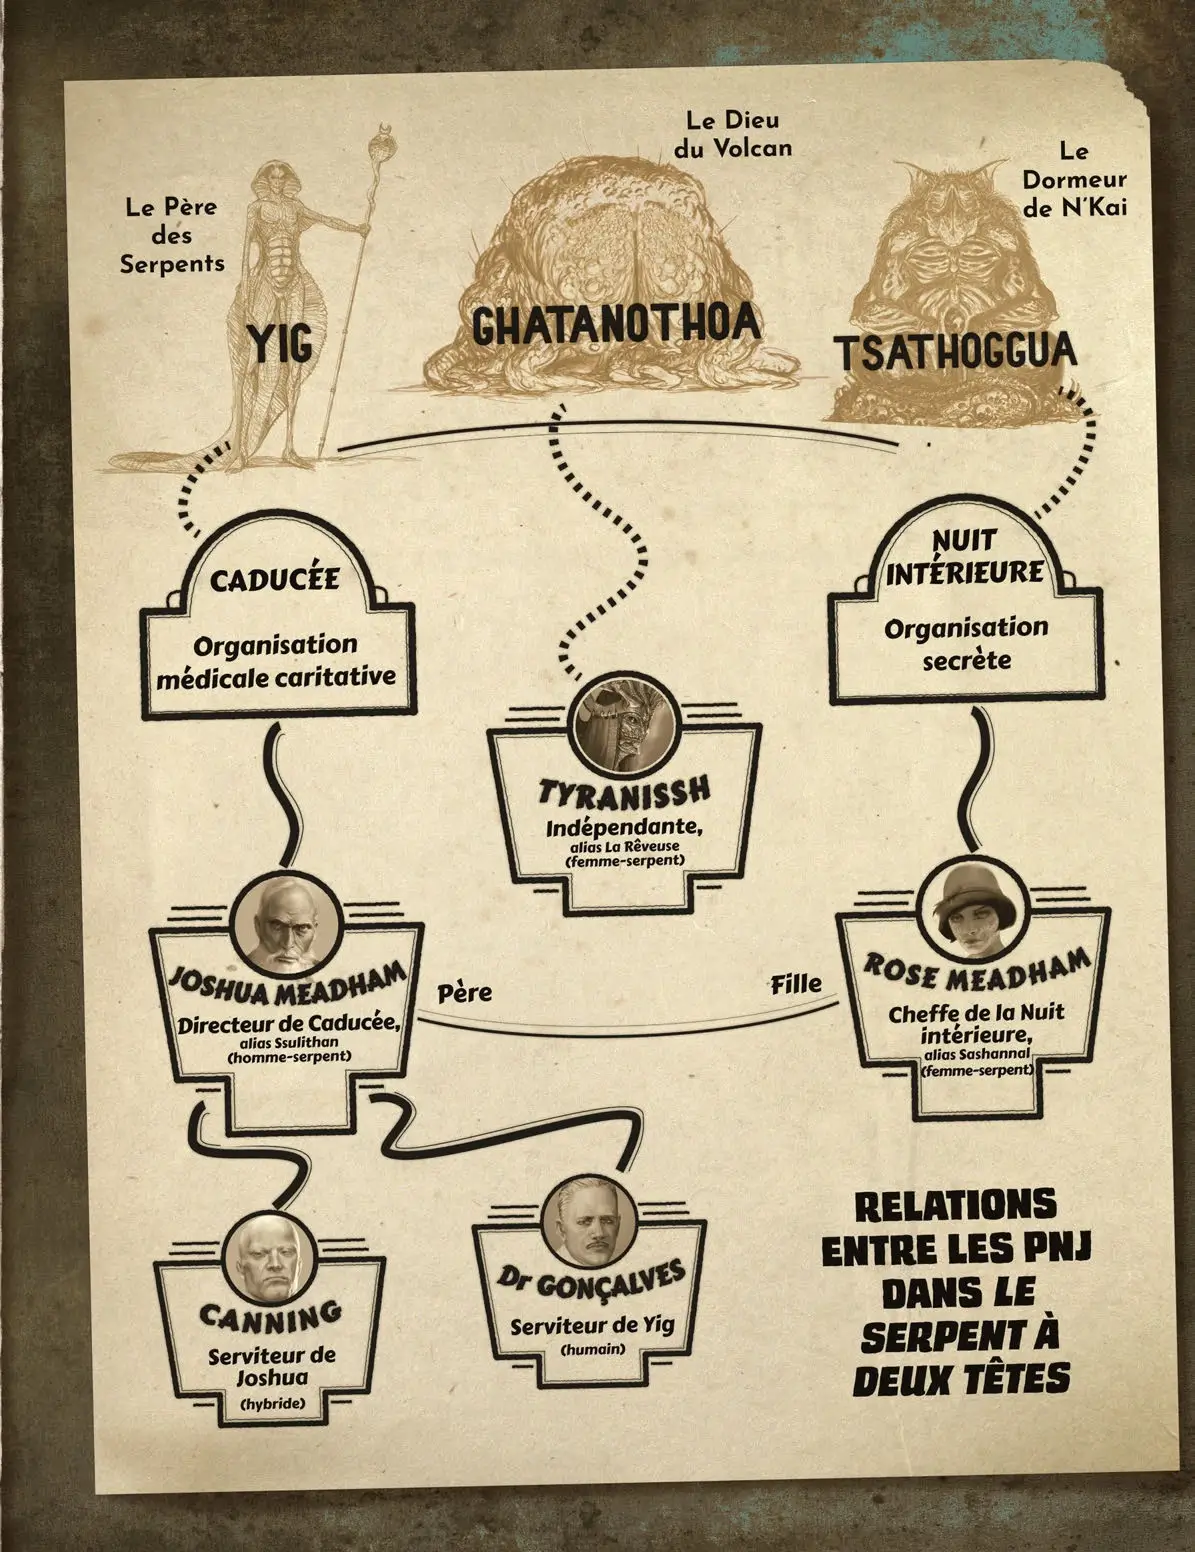 Le Dieu
du Volcan
Le
Dormeur
de N'Kai
Le Père
des
Serpents
YIG
GHATANOTHOA
TSATHOGGUA
CADUCÉE
Organisation
médicale caritative
NUIT
INTÉRIEURE
Organisation
secrète
TYRANISSH
Indépendante,
alias La Rêveuse
(femme-serpent)
JOSHUA MEADHAM
Directeur de Caducée,
alias Ssulithan
(homme-serpent)
Père
Fille
ROSE MEADHAM
Cheffe de la Nuit
intérieure,
alias Sashannal
(femme-serpent)
CANNING
Serviteur de
Joshua
(hybride)
Dr GONÇALVES
Serviteur de Yig
(humain)
RELATIONS
ENTRE LES PNJ
DANS LE
SERPENT À
DEUX TÊTES